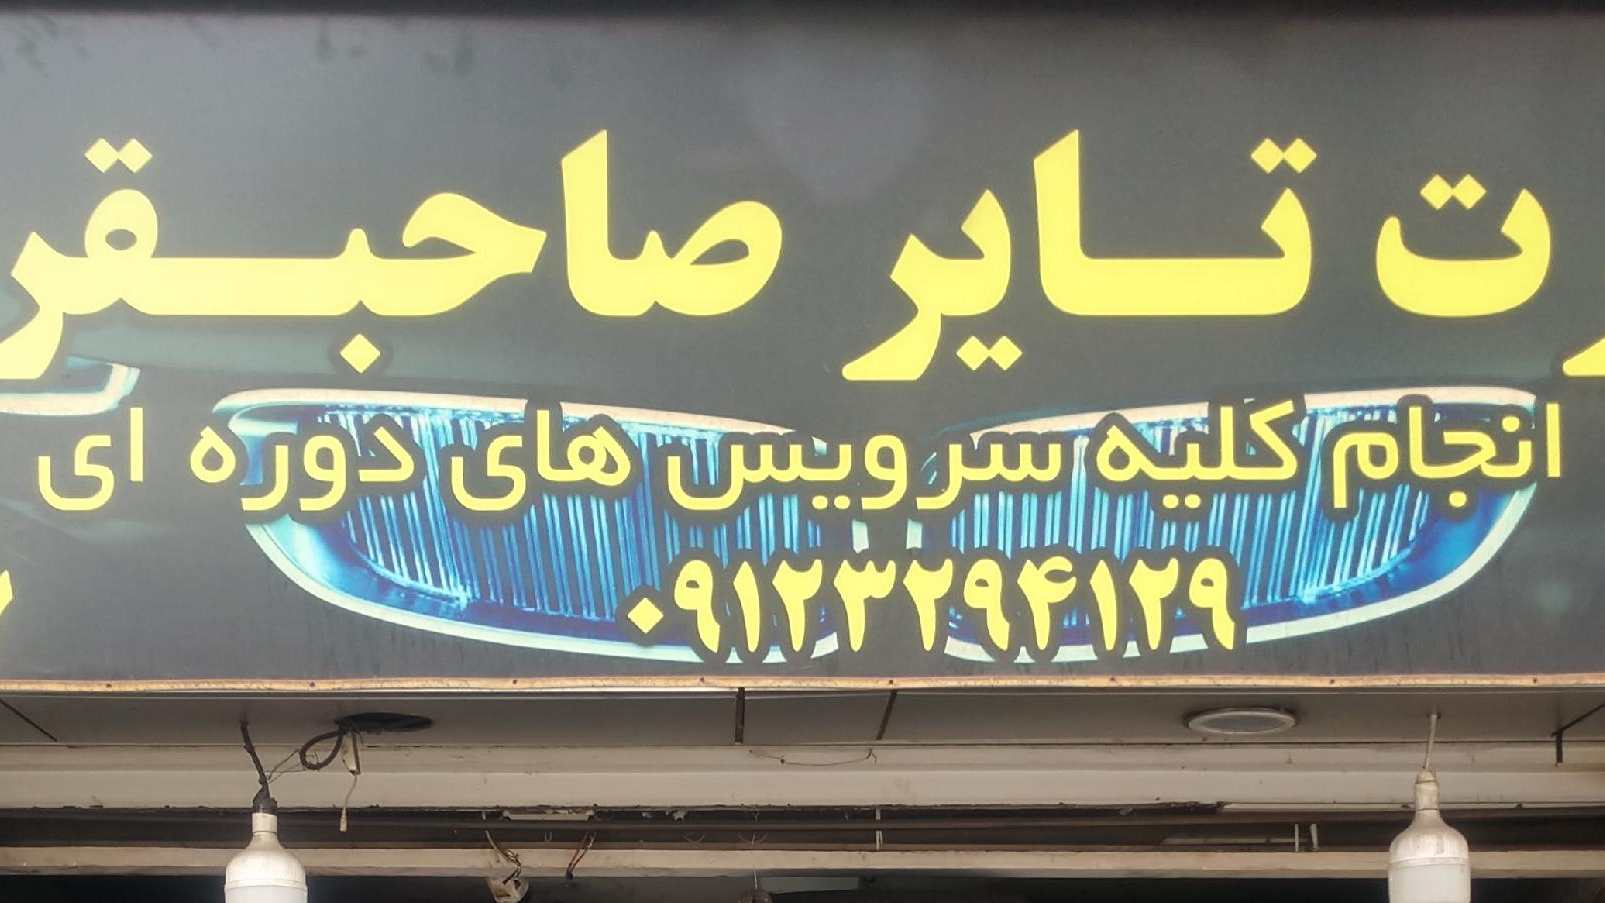 ت تایر صاحبقر
انجام کلیه سرویس های دوره ای
۰۹۱۲۳۲۹۴۱۲۹